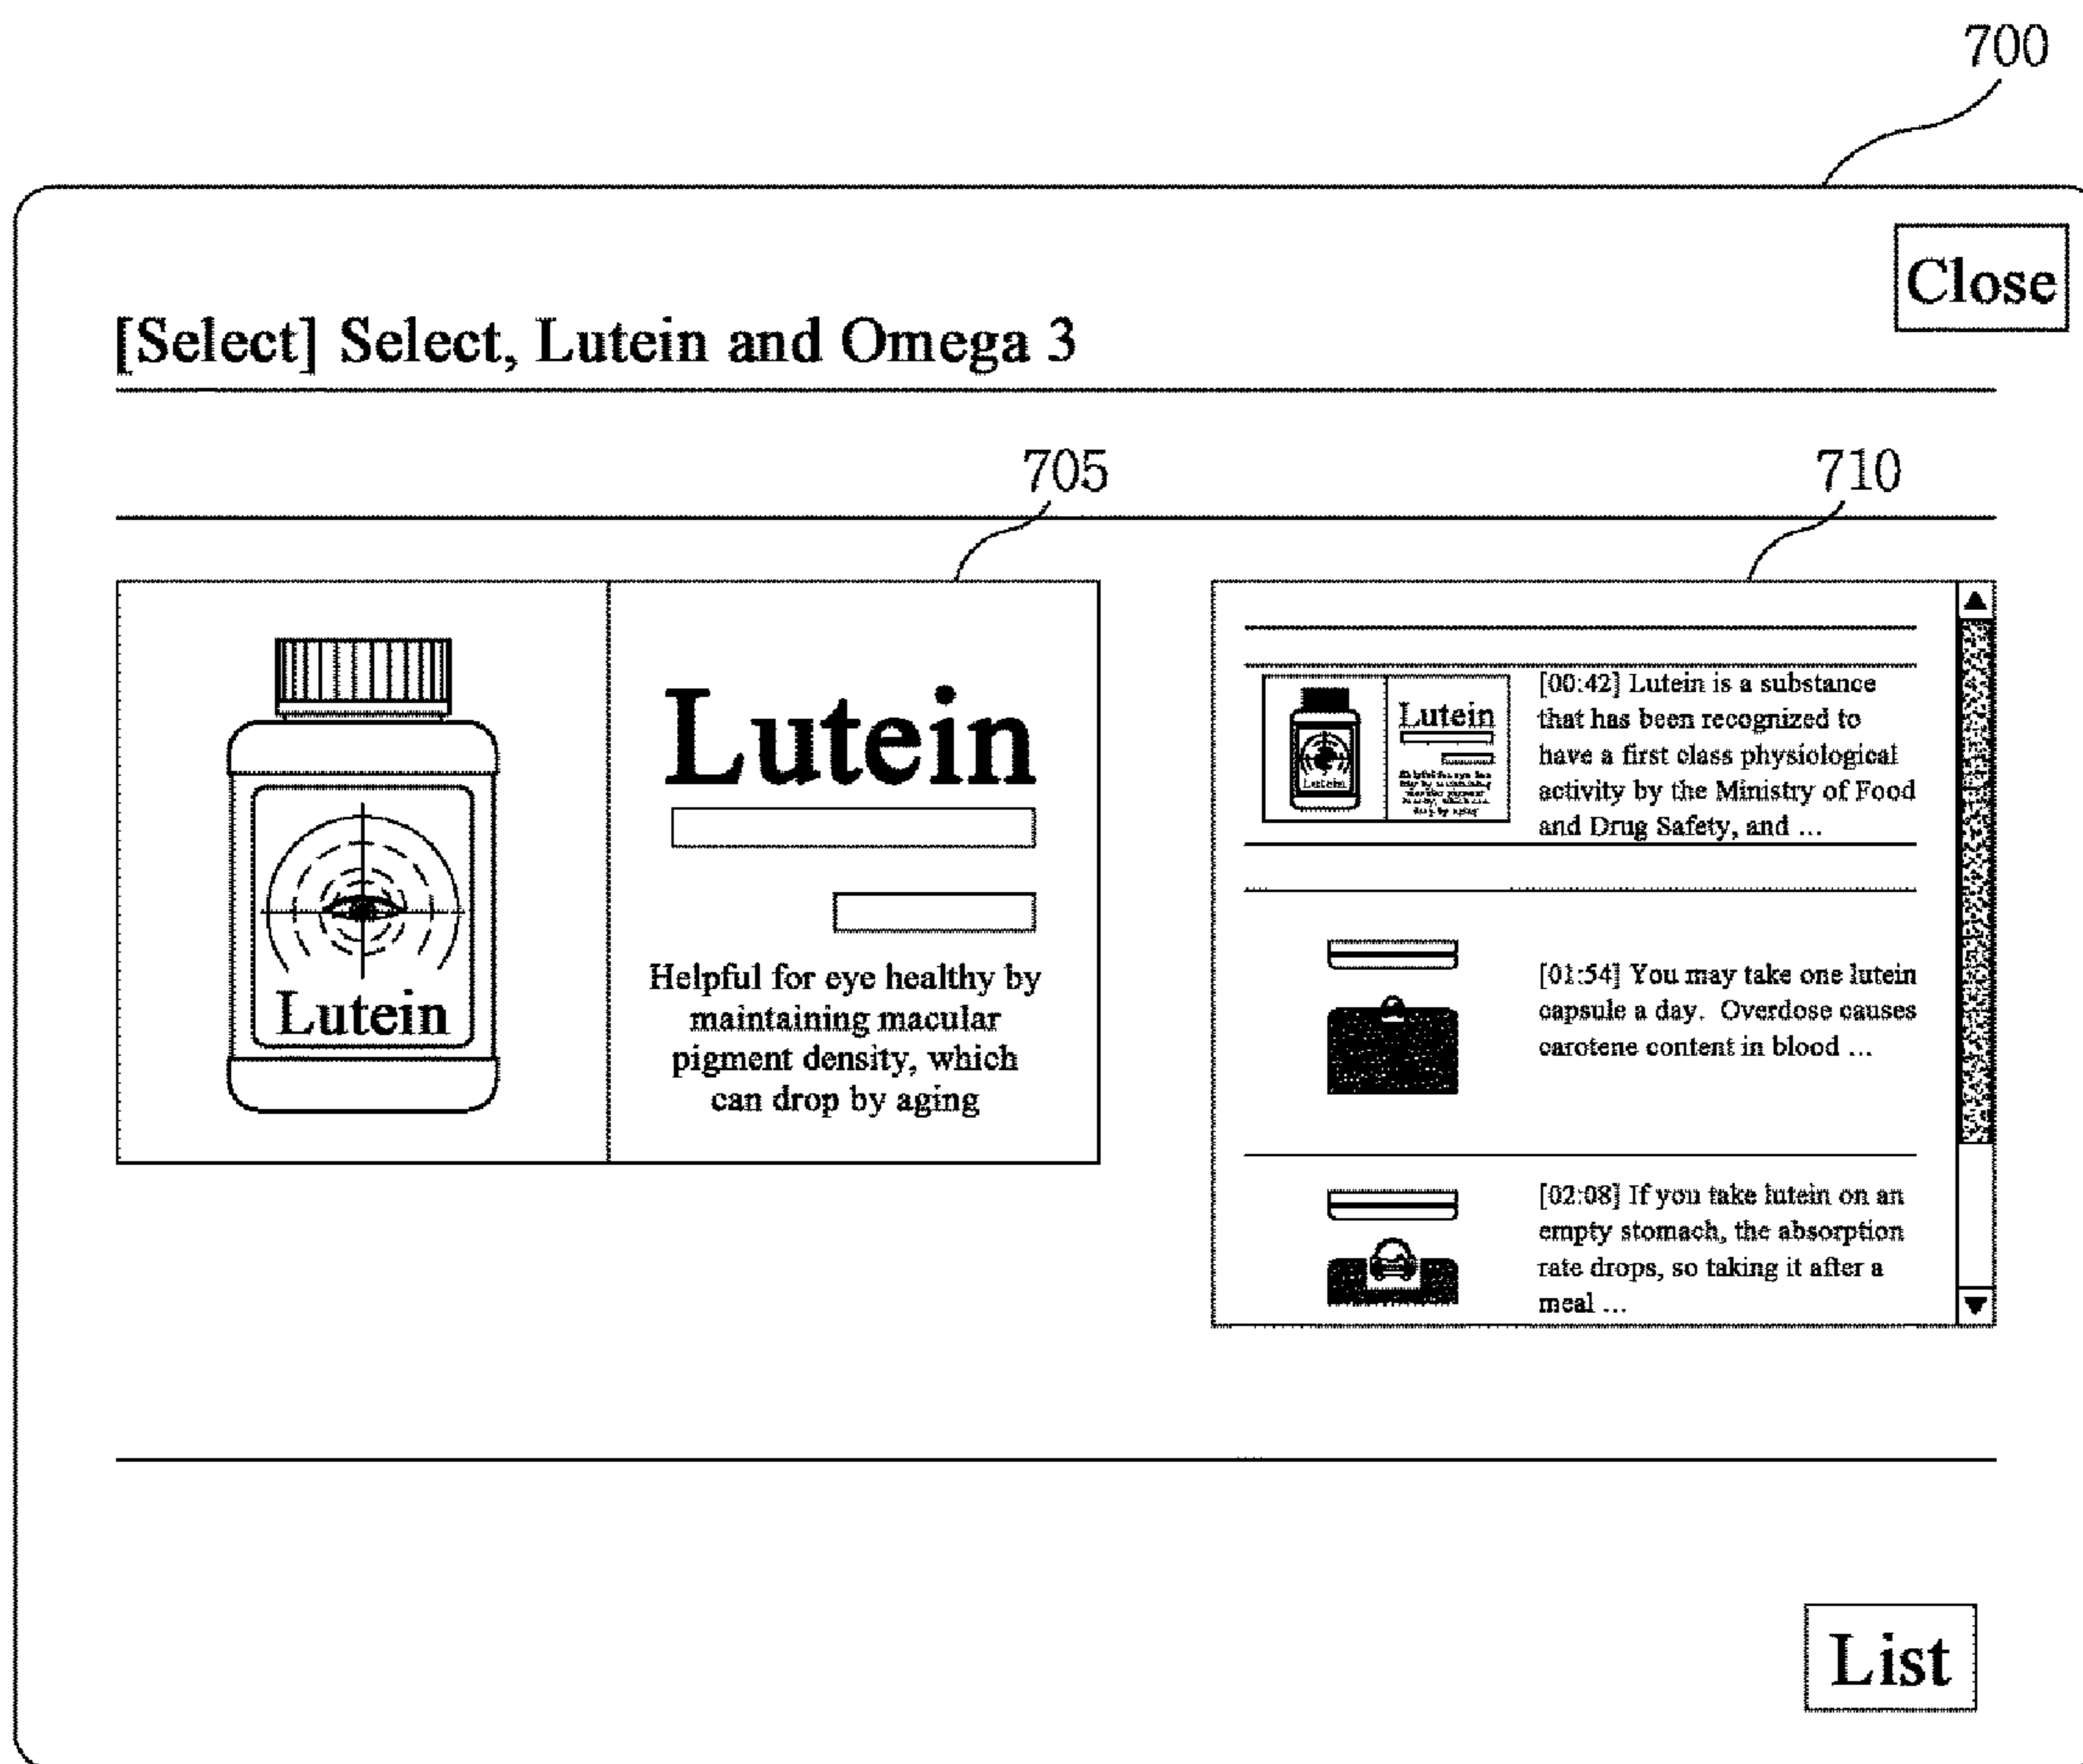 700
Close
[Select] Select, Lutein and Omega 3
705
710
Lutein
Lutein
Helpful for eye healthy by
maintaining macular
pigment density, which
can drop by aging
Lutein
Lutein
[00:42] Lutein is a substance
that has been recognized to
have a first class physiological
activity by the Ministry of Food
and Drug Safety, and ...
[01:54] You may take one lutein
capsule a day. Overdose causes
carotene content in blood ...
[02:08] If you take lutein on an
empty stomach, the absorption
rate drops, so taking it after a
meal ...
List